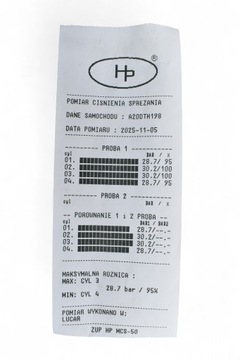 Hp ®
POMIAR CISNIENIA SPREZANIA
DANE SAMOCHODU : A200TH198
DATA POMIARU : 2025-11-05
PROBA 1
cyl BAR / %
01. 28.7/ 95
02. 30.2/100
03. 30.2/100
04. 28.7/ 95
PROBA 2
POROWNANIE 1 i 2 PROBA
cyl BAR1 / BAR2
01. 28.7/--.-
02. 30.2/--.-
03. 30.2/--.-
04. 28.7/--.-
MAKSYMALNA ROZNICA :
MAX: CYL 3
28.7 bar / 95%
MIN: CYL 4
POMIAR WYKONANO W:
LUCAR
ZUP HP MCS-50